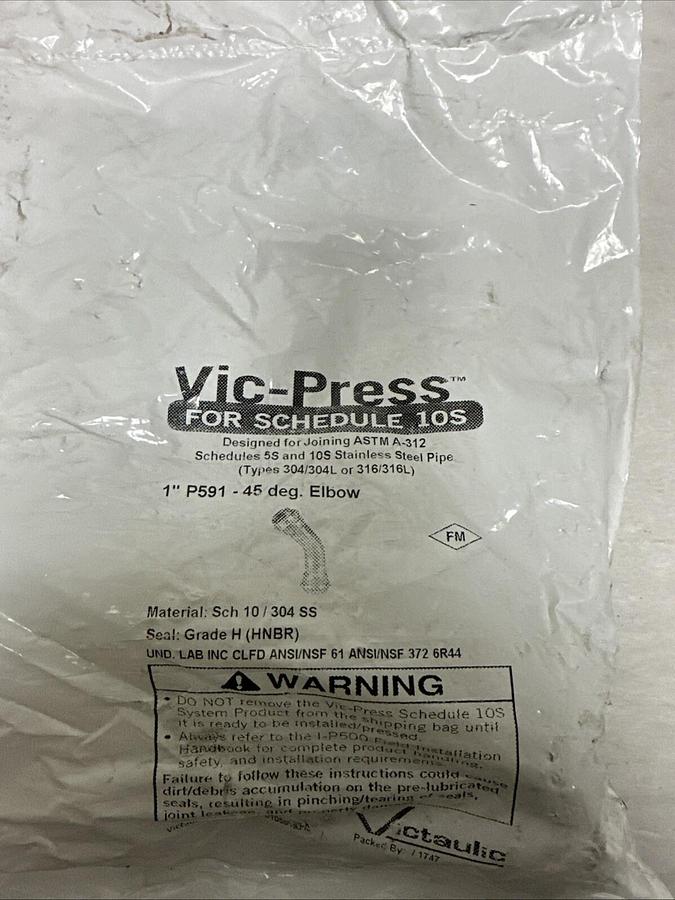 Vic-Press™
FOR SCHEDULE 10S
Designed for Joining ASTM A-312
Schedules 5S and 10S Stainless Steel Pipe
(Types 304/304L or 316/316L)
1" P591 - 45 deg. Elbow
FM
Material: Sch 10 / 304 SS
Seal: Grade H (HNBR)
UND. LAB INC CLFD ANSI/NSF 61 ANSI/NSF 372 6R44
WARNING
• DO NOT remove the Vic-Press Schedule 10S
System Product from the shipping bag until
it is ready to be installed/pressed.
• Always refer to the I-P500 Field Installation
Handbook for complete product handling,
safety, and installation requirements.
Failure to follow these instructions could cause
dirt/debris accumulation on the pre-lubricated
seals, resulting in pinching/tearing of seals,
joint leakage, and property damage.
Victaulic
Packed By: / 1747